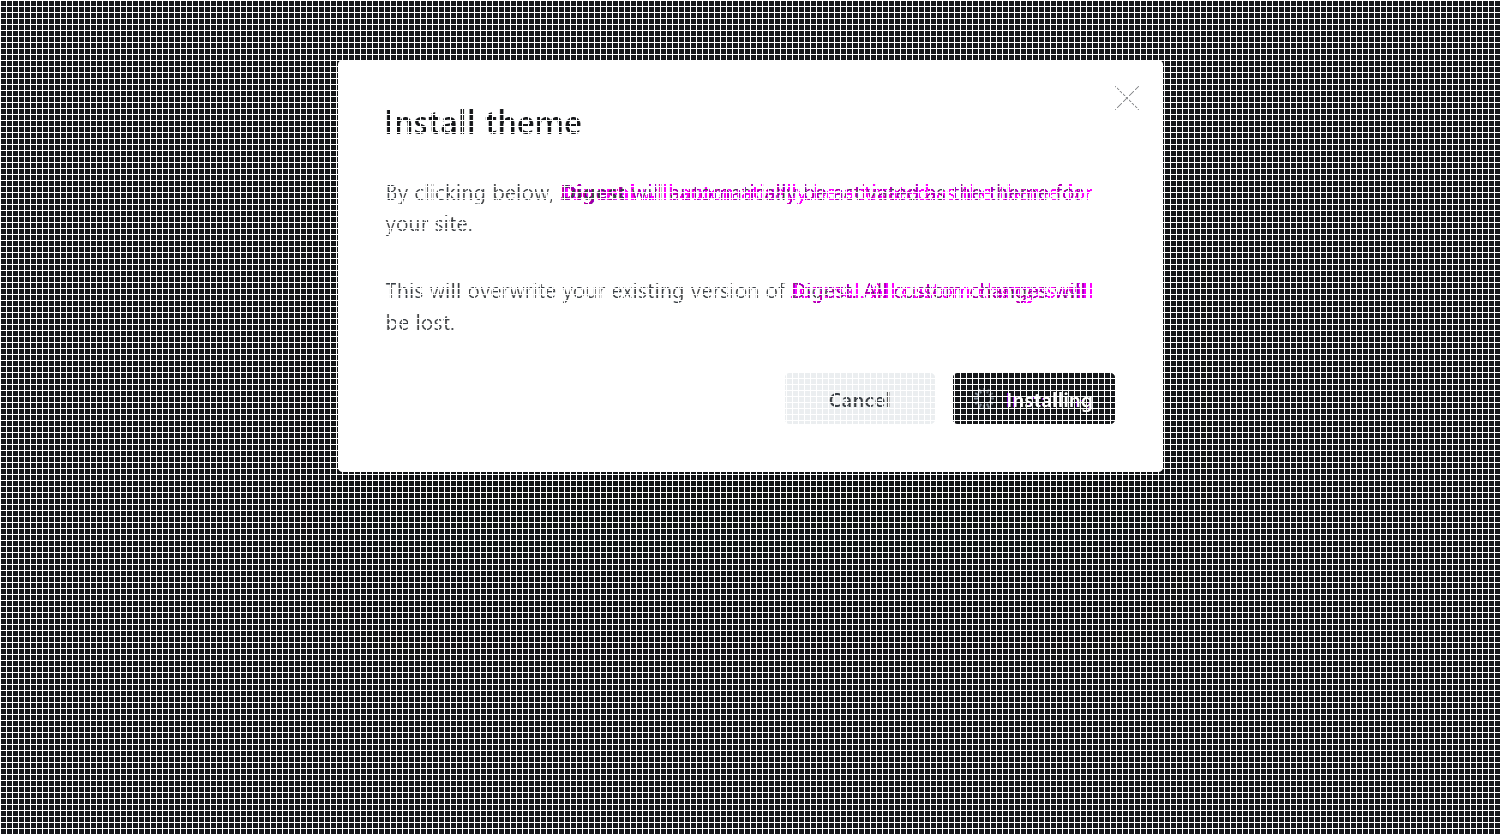 Install theme
By clicking below, Digest will automatically be activated as the theme for
your site.
This will overwrite your existing version of Digest. All custom changes will
be lost.
Cancel
Installing